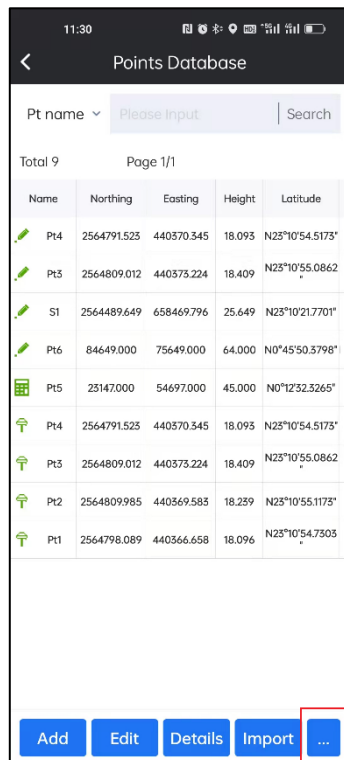 11:30
Points Database
Pt name Please Input Search
Total 9 Page 1/1
Name Northing Easting Height Latitude
Pt4 2564791.523 440370.345 18.093 N23°10'54.5173"
Pt3 2564809.012 440373.224 18.409 N23°10'55.0862"
S1 2564489.649 658469.796 25.649 N23°10'21.7701"
Pt6 84649.000 75649.000 64.000 N0°45'50.3798"
Pt5 23147.000 54697.000 45.000 N0°12'32.3265"
Pt4 2564791.523 440370.345 18.093 N23°10'54.5173"
Pt3 2564809.012 440373.224 18.409 N23°10'55.0862"
Pt2 2564809.985 440369.583 18.239 N23°10'55.1173"
Pt1 2564798.089 440366.658 18.096 N23°10'54.7303"
Add Edit Details Import ...